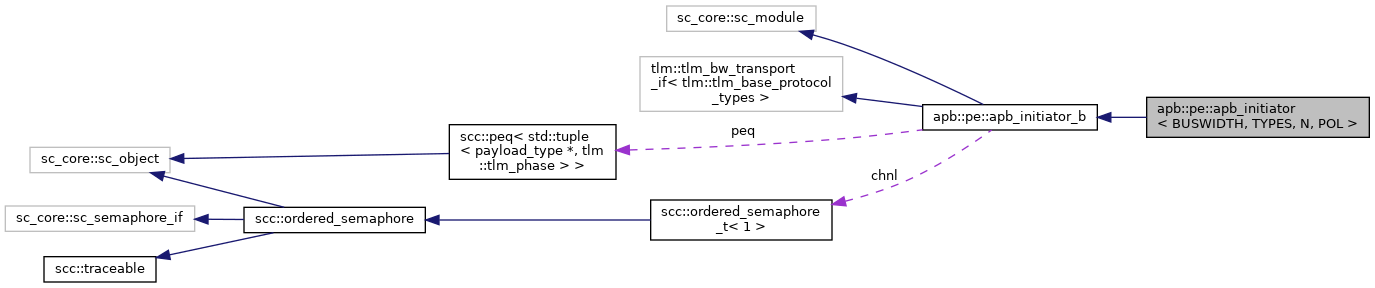 sc_core::sc_module
tlm::tlm_bw_transport
_if< tlm::tlm_base_protocol
_types >
apb::pe::apb_initiator
< BUSWIDTH, TYPES, N, POL >
apb::pe::apb_initiator_b
peq
scc::peq< std::tuple
< payload_type *, tlm
::tlm_phase > >
sc_core::sc_object
chnl
scc::ordered_semaphore
_t< 1 >
sc_core::sc_semaphore_if
scc::ordered_semaphore
scc::traceable